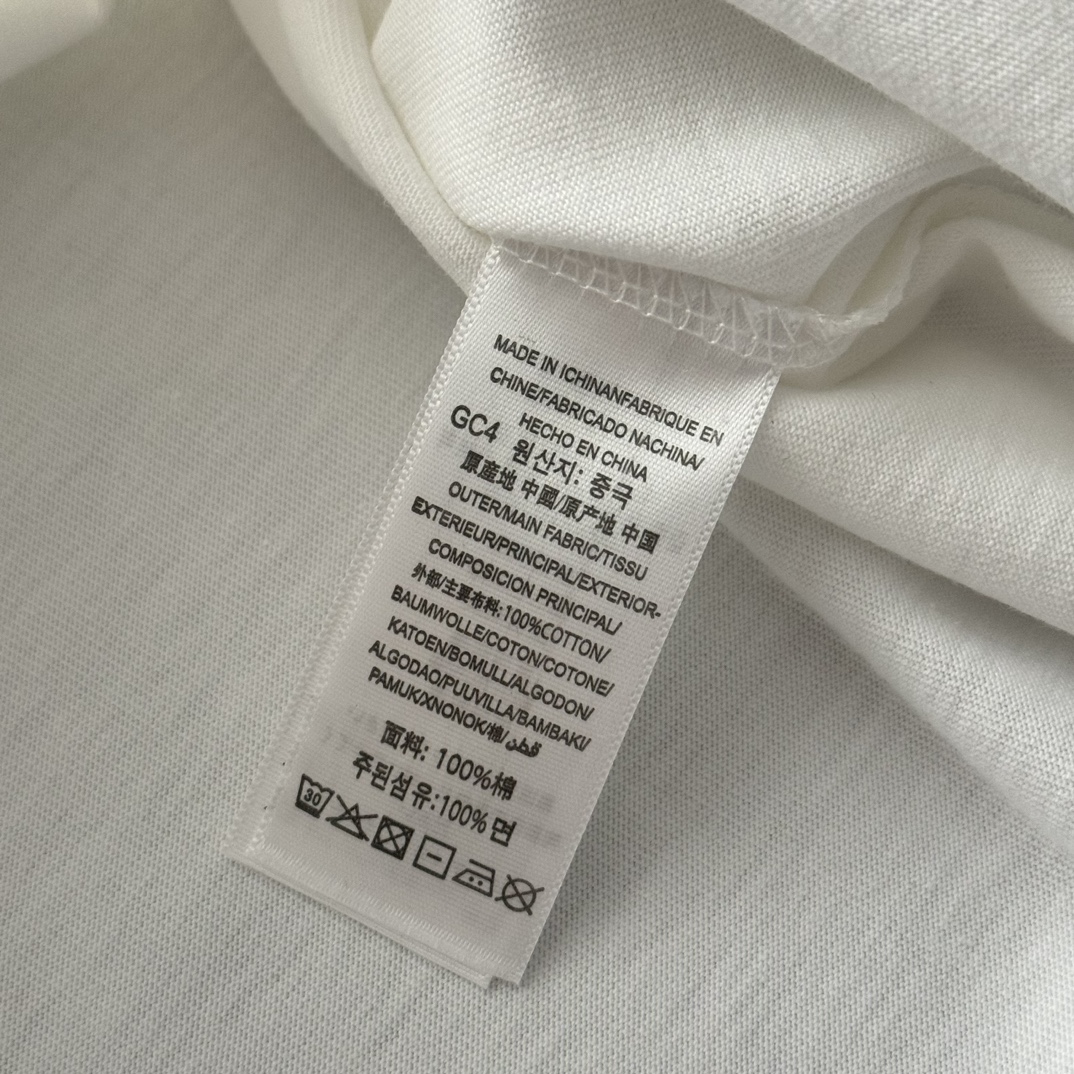 MADE IN ICHINANFABRIQUE EN
CHINE/FABRICADO NACHINA/
HECHO EN CHINA
GC4 원산지: 중극
原產地 中國/原产地 中国
OUTER/MAIN FABRIC/TISSU
EXTERIEUR/PRINCIPAL/EXTERIOR-
COMPOSICION PRINCIPAL/
外部/主要布料:100%COTTON/
BAUMWOLLE/COTON/COTONE/
KATOEN/BOMULL/ALGODON/
ALGODAO/PUUVILLA/BAMBAKI/
PAMUK/XNONOK/棉/قطن
面料: 100%棉
주된섬유:100% 면
30